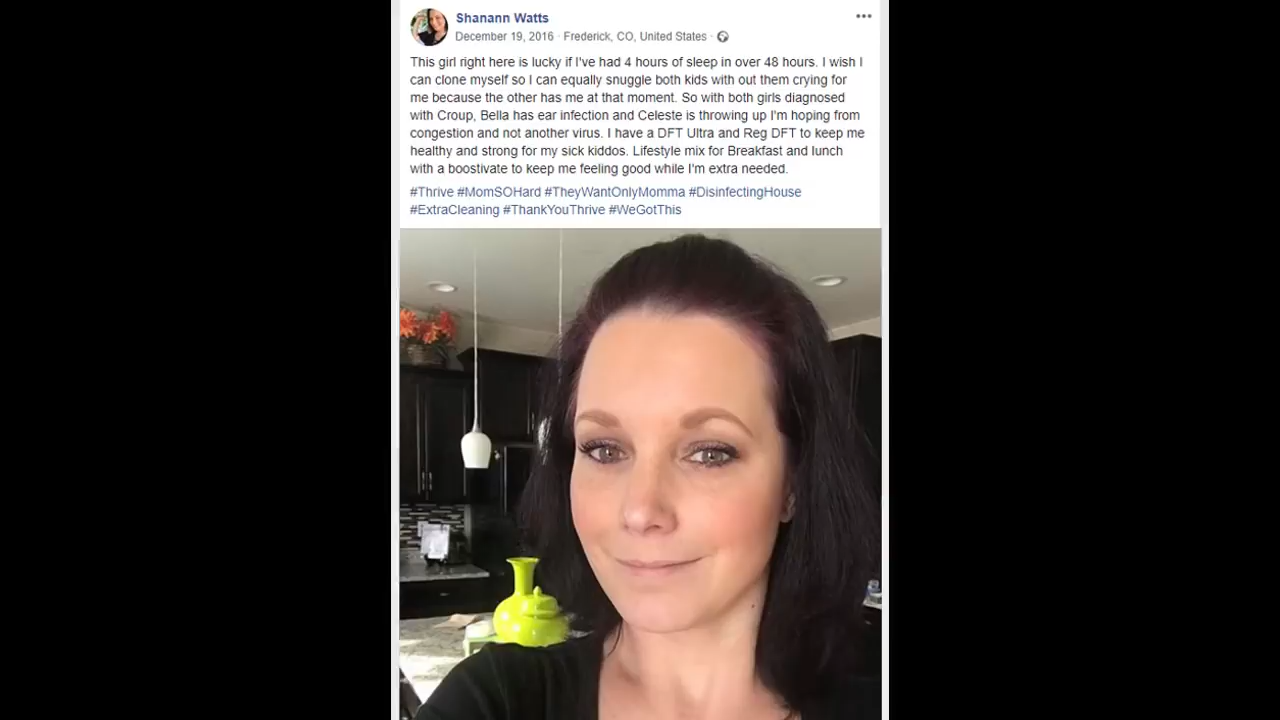 Shanann Watts
December 19, 2016 · Frederick, CO, United States ·
This girl right here is lucky if I've had 4 hours of sleep in over 48 hours. I wish I
can clone myself so I can equally snuggle both kids with out them crying for
me because the other has me at that moment. So with both girls diagnosed
with Croup, Bella has ear infection and Celeste is throwing up I'm hoping from
congestion and not another virus. I have a DFT Ultra and Reg DFT to keep me
healthy and strong for my sick kiddos. Lifestyle mix for Breakfast and lunch
with a boostivate to keep me feeling good while I'm extra needed.
#Thrive #MomSOHard #TheyWantOnlyMomma #DisinfectingHouse
#ExtraCleaning #ThankYouThrive #WeGotThis